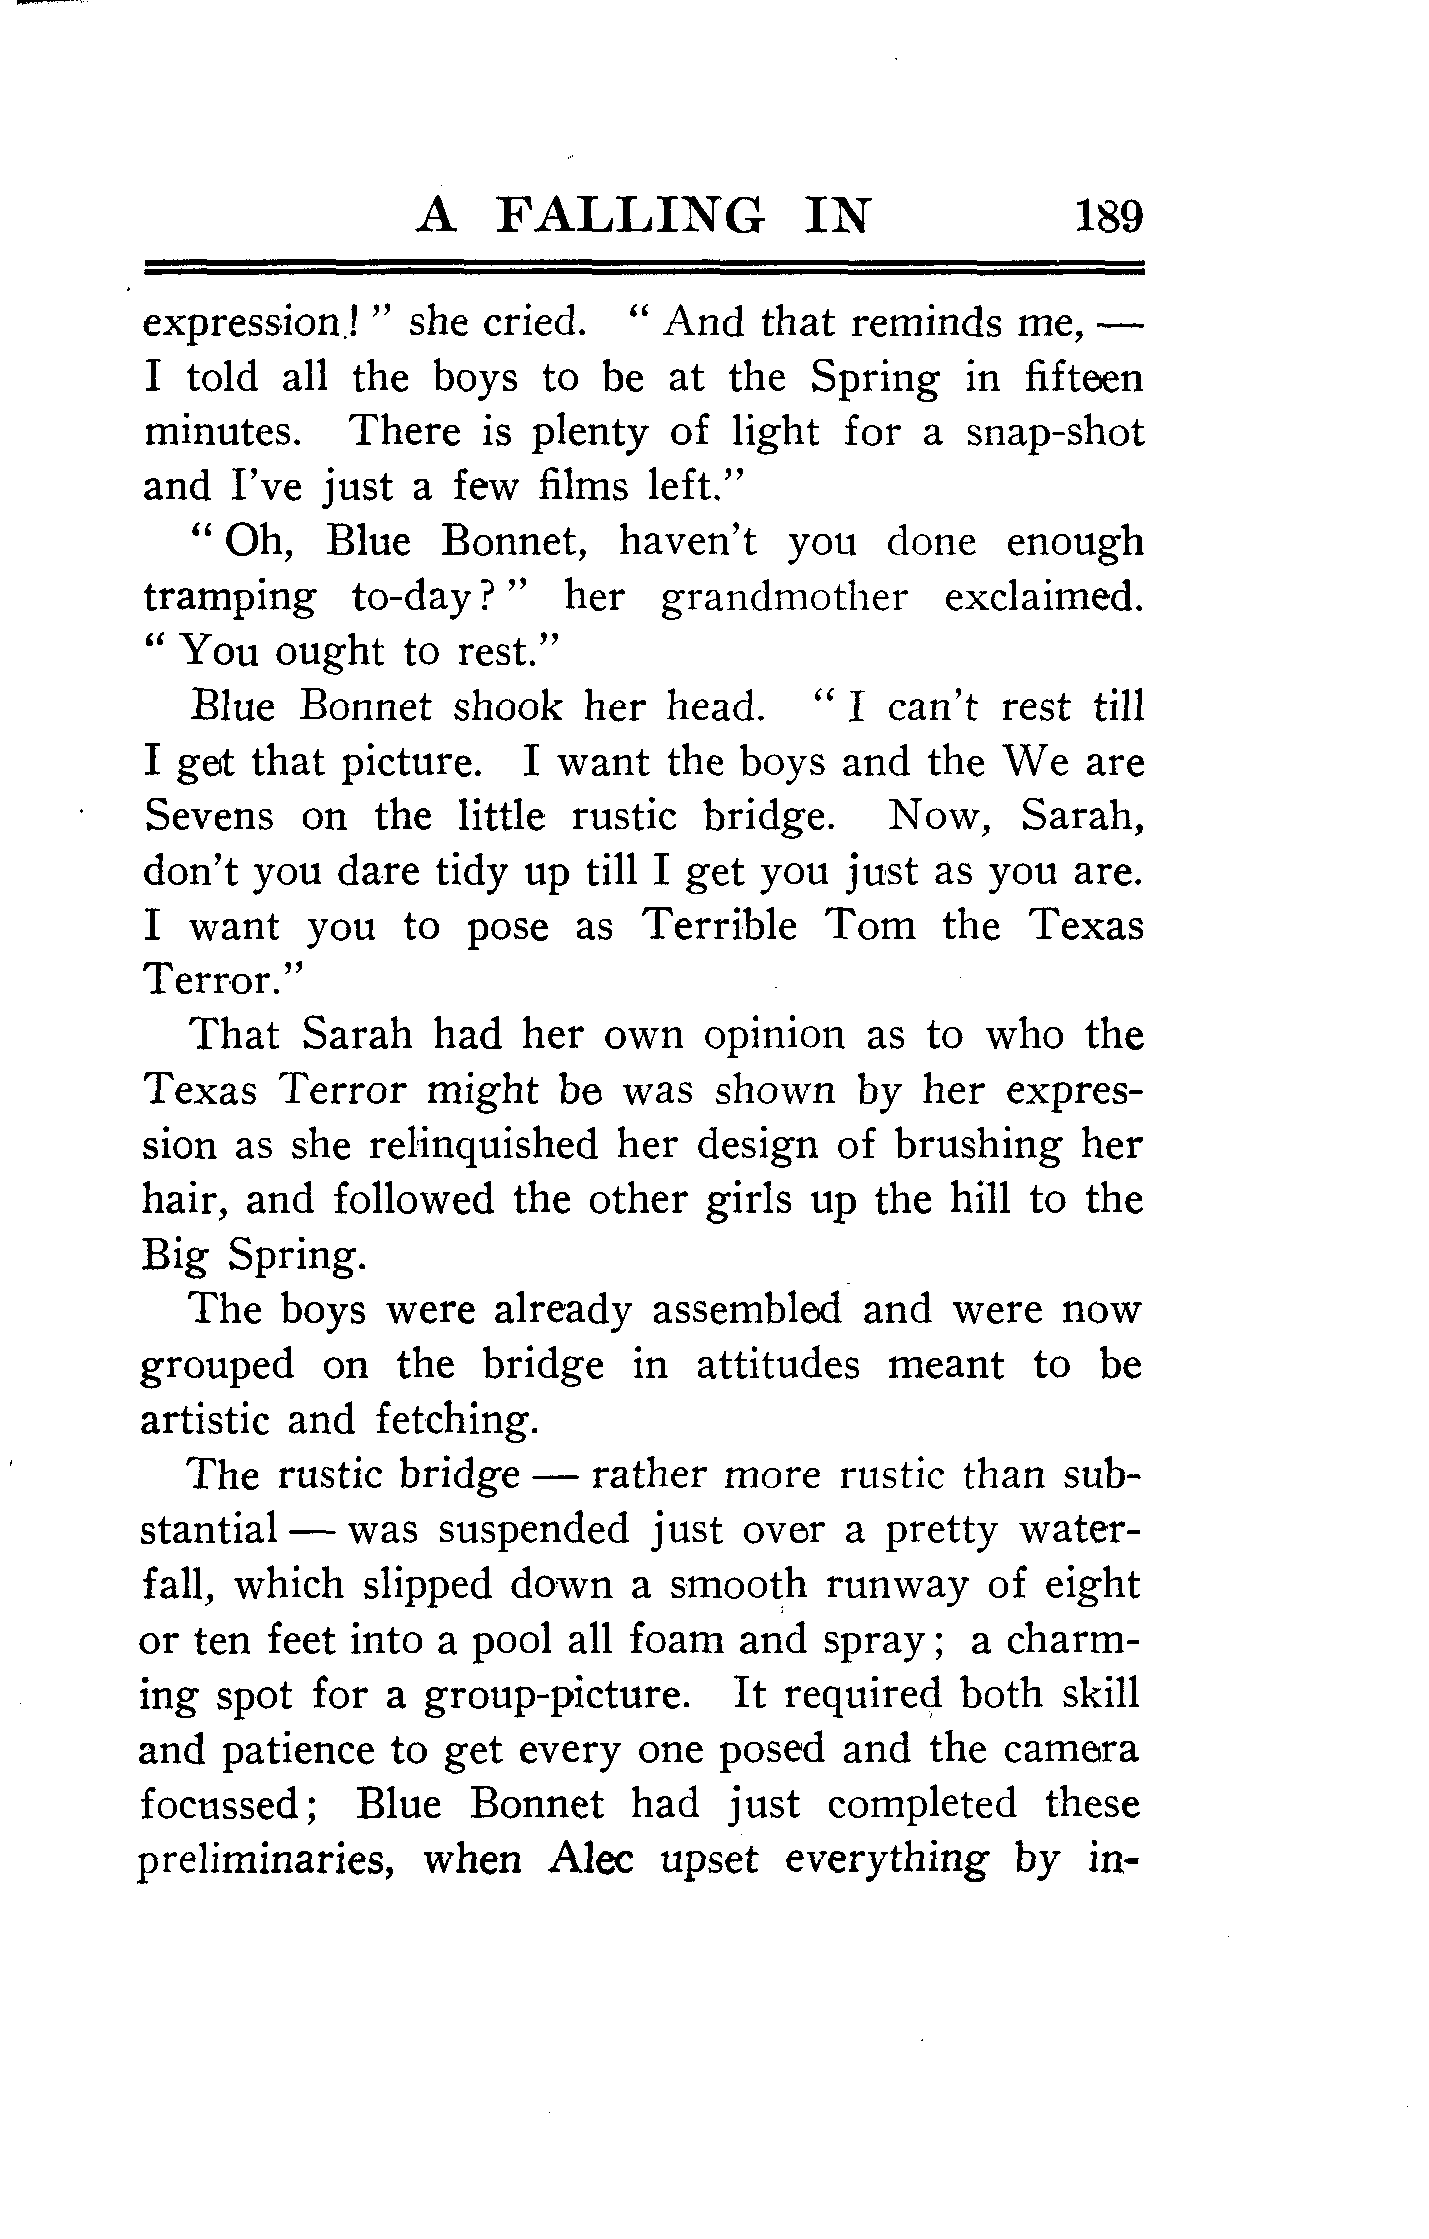 A FALLING IN 189
expression! " she cried. " And that reminds me, —
I told all the boys to be at the Spring in fifteen
minutes. There is plenty of light for a snap-shot
and I've just a few films left."
" Oh, Blue Bonnet, haven't you done enough
tramping to-day? " her grandmother exclaimed.
" You ought to rest."
Blue Bonnet shook her head. " I can't rest till
I get that picture. I want the boys and the We are
Sevens on the little rustic bridge. Now, Sarah,
don't you dare tidy up till I get you just as you are.
I want you to pose as Terrible Tom the Texas
Terror."
That Sarah had her own opinion as to who the
Texas Terror might be was shown by her expres-
sion as she relinquished her design of brushing her
hair, and followed the other girls up the hill to the
Big Spring.
The boys were already assembled and were now
grouped on the bridge in attitudes meant to be
artistic and fetching.
The rustic bridge — rather more rustic than sub-
stantial — was suspended just over a pretty water-
fall, which slipped down a smooth runway of eight
or ten feet into a pool all foam and spray; a charm-
ing spot for a group-picture. It required both skill
and patience to get every one posed and the camera
focussed; Blue Bonnet had just completed these
preliminaries, when Alec upset everything by in-